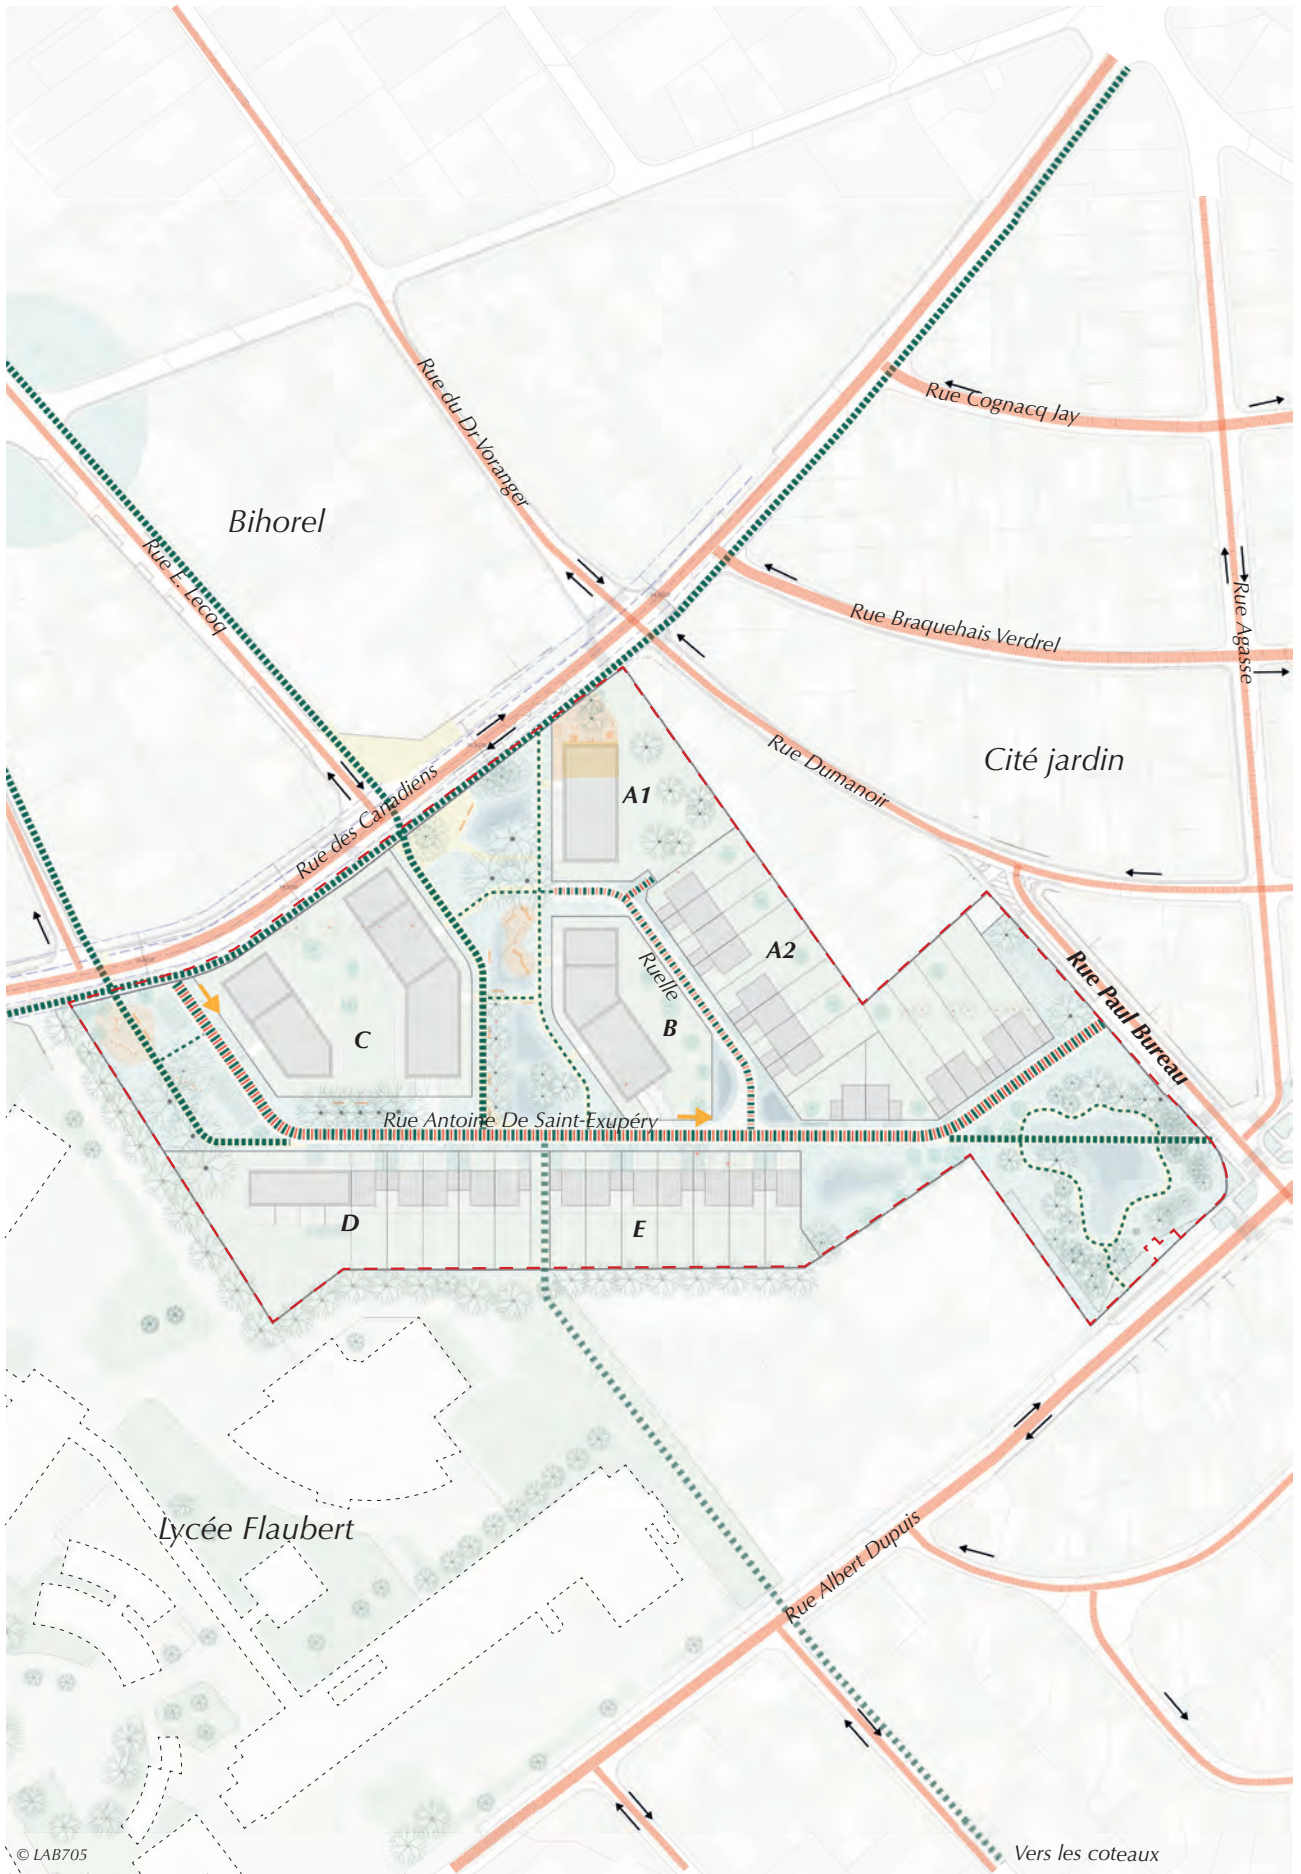 Rue du Dr Voranger
Rue Cognacq Jay
Bihorel
Rue E. Lecoq
Rue Braquehais Verdrel
Rue Agasse
Cité jardin
Rue Dumanoir
Rue des Canadiens
A1
A2
Ruelle
Rue Paul Bureau
B
C
Rue Antoine De Saint-Exupéry
D
E
Lycée Flaubert
Rue Albert Dupuis
© LAB705
Vers les coteaux